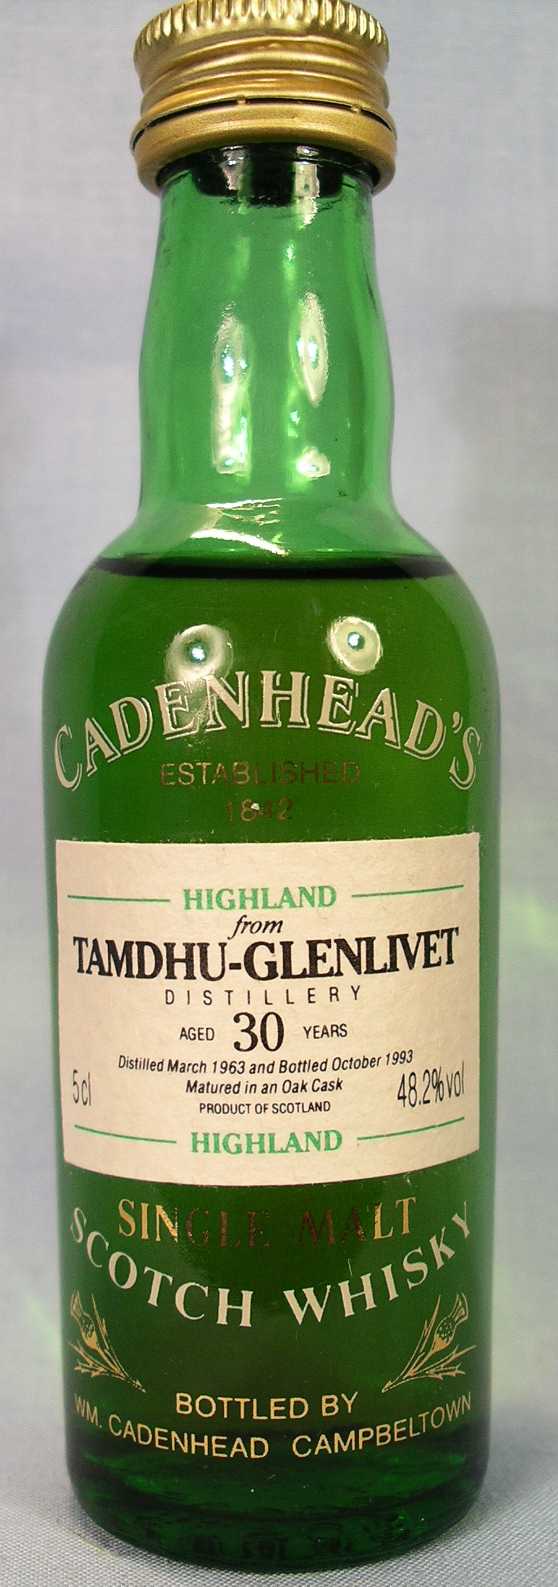 CADENHEAD'S
ESTABLISHED
1842
HIGHLAND
from
TAMDHU-GLENLIVET
DISTILLERY
AGED 30 YEARS
Distilled March 1963 and Bottled October 1993
Matured in an Oak Cask
5cl PRODUCT OF SCOTLAND 48.2%vol
HIGHLAND
SINGLE MALT
SCOTCH WHISKY
BOTTLED BY
WM. CADENHEAD CAMPBELTOWN